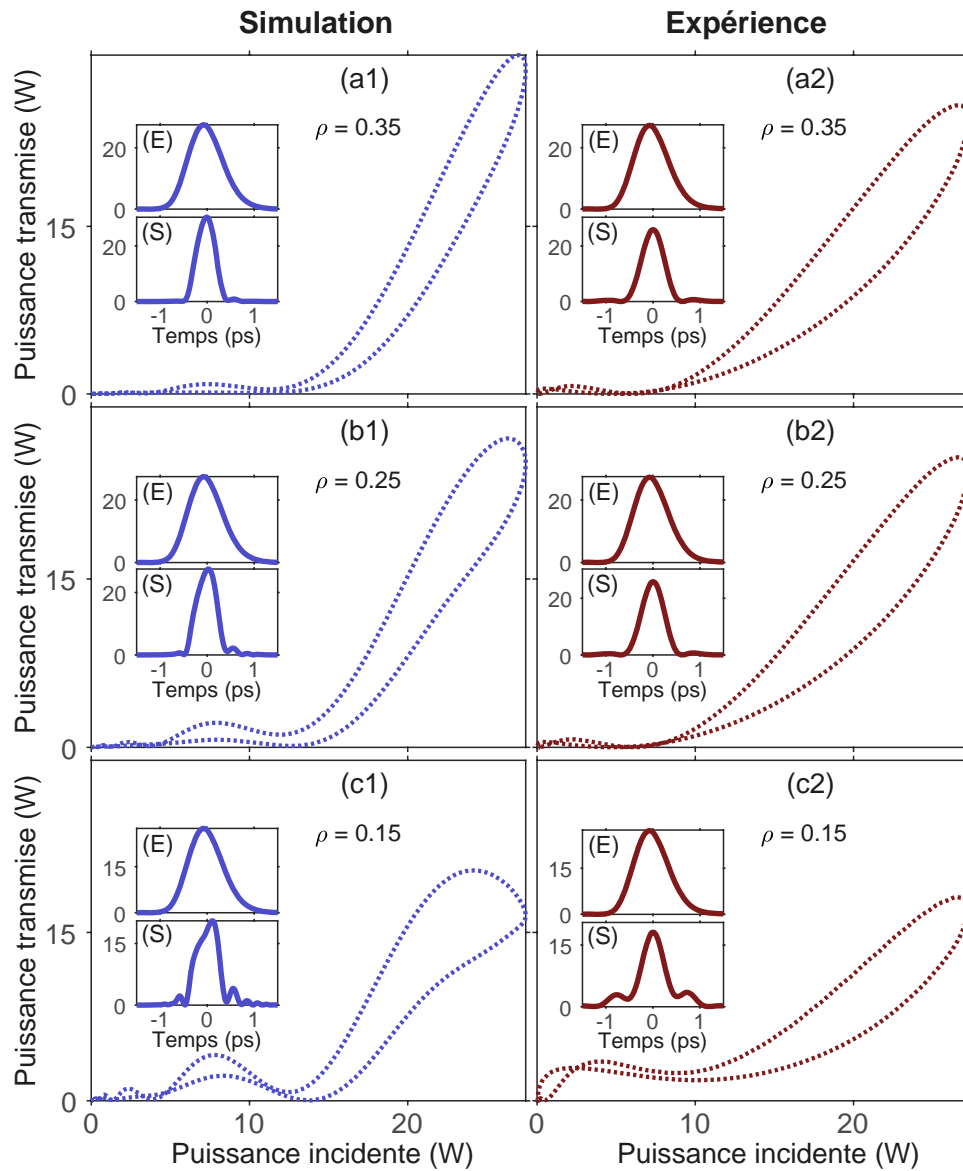 Simulation Expérience
Puissance transmise (W)
15
0
(a1)
ρ = 0.35
(E)
20
0
(S)
20
0
-1 0 1
Temps (ps)
(a2)
ρ = 0.35
(E)
20
0
(S)
20
0
-1 0 1
Temps (ps)
Puissance transmise (W)
15
0
(b1)
ρ = 0.25
(E)
20
0
(S)
20
0
-1 0 1
Temps (ps)
(b2)
ρ = 0.25
(E)
20
0
(S)
20
0
-1 0 1
Temps (ps)
Puissance transmise (W)
15
0
(c1)
ρ = 0.15
(E)
15
0
(S)
15
0
-1 0 1
Temps (ps)
(c2)
ρ = 0.15
(E)
15
0
(S)
15
0
-1 0 1
Temps (ps)
0 10 20 0 10 20
Puissance incidente (W) Puissance incidente (W)